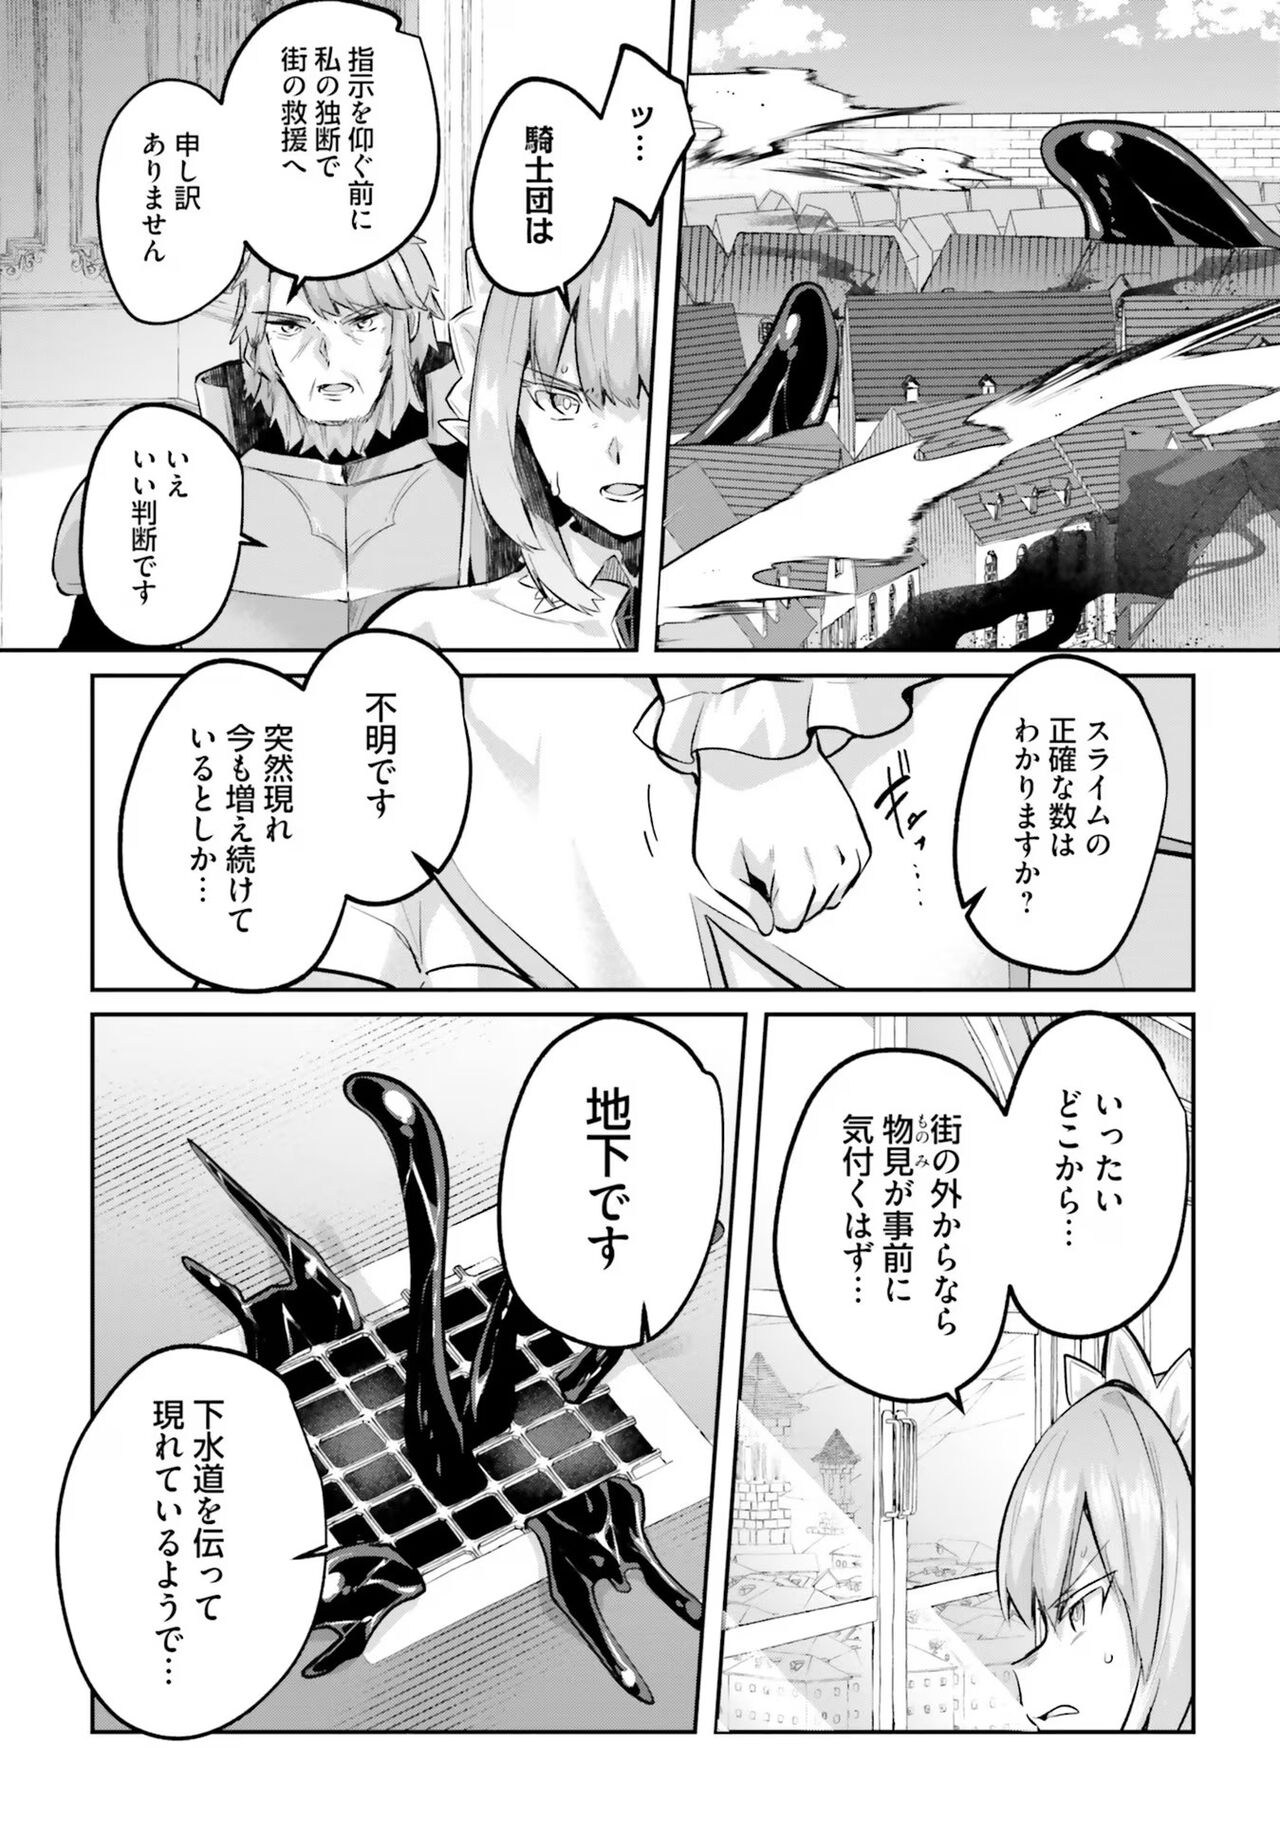 ッ…
騎士団は
指示を仰ぐ前に
私の独断で
街の救援へ
申し訳
ありません
いえ
いい判断です
スライムの
正確な数は
わかりますか?
ギュ…
不明です
突然現れ
今も増え続けて
いるとしか…
いったい
どこから…
街の外からなら
物見が事前に
ものみ
気付くはず…
地下です
下水道を伝って
現れているようで…